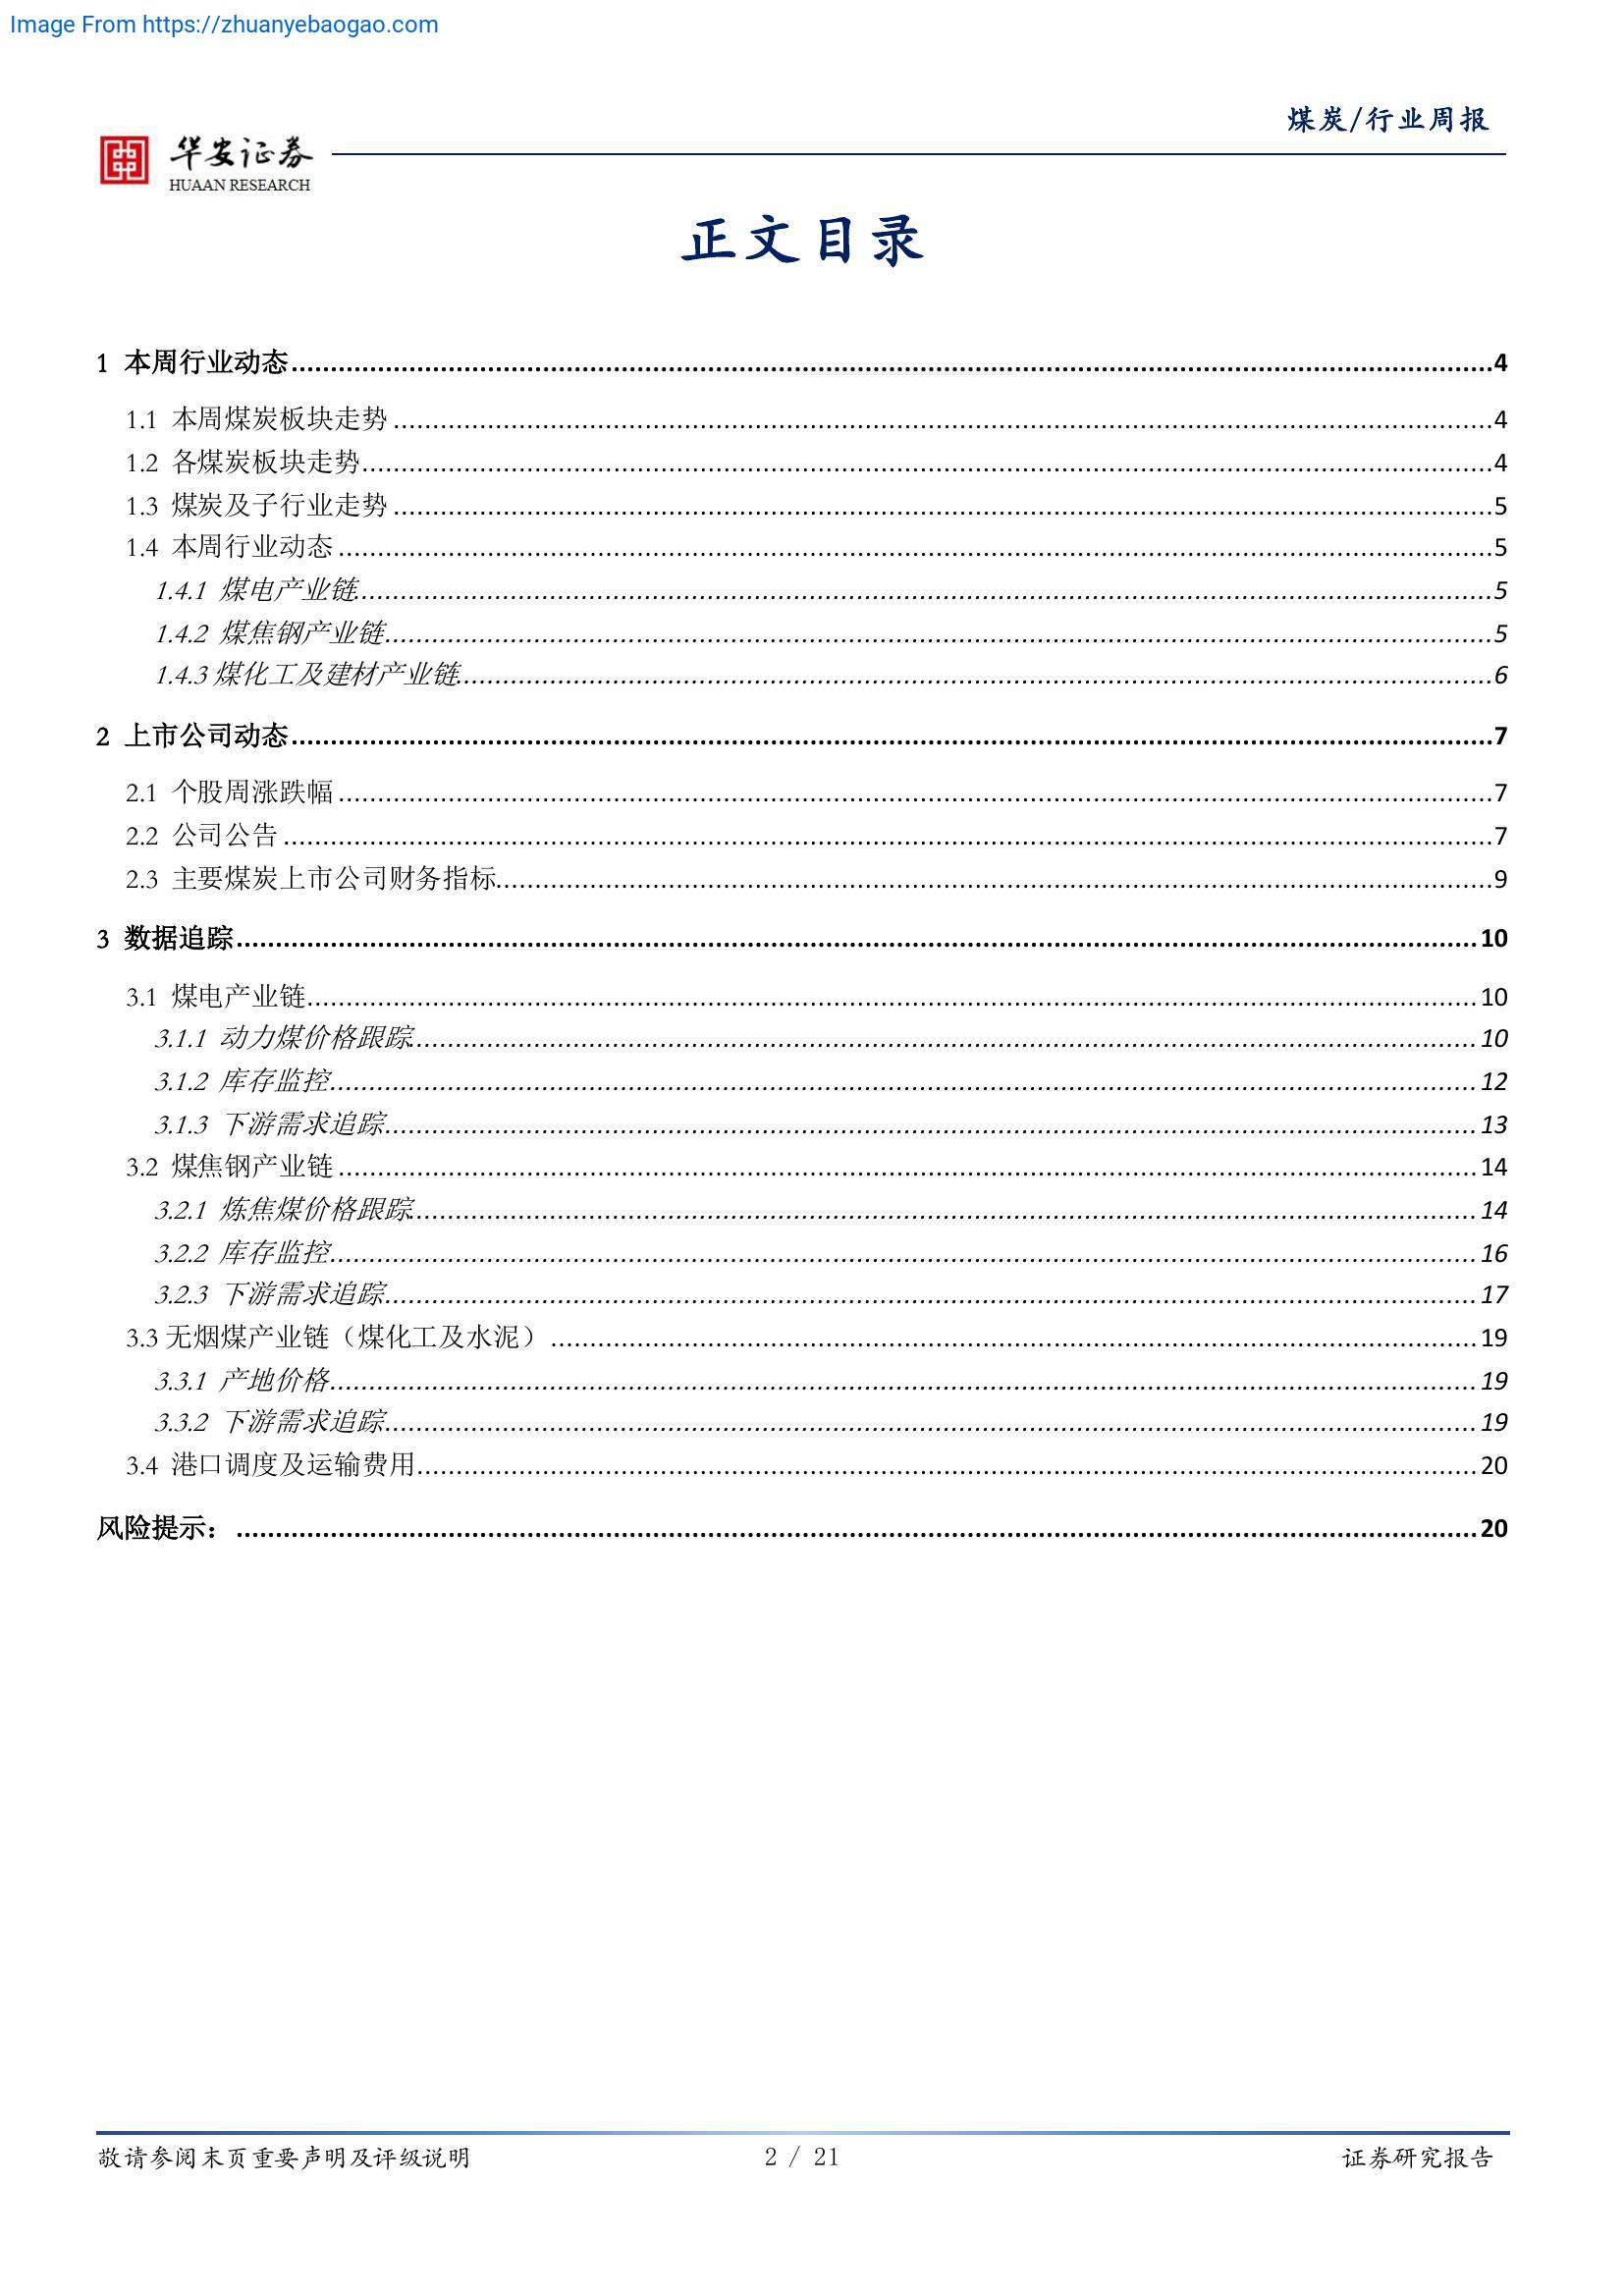 Image From https://zhuanyebaogao.com
煤炭/行业周报
华安证券
HUAAN RESEARCH
正文目录
1 本周行业动态 4
1.1 本周煤炭板块走势 4
1.2 各煤炭板块走势 4
1.3 煤炭及子行业走势 5
1.4 本周行业动态 5
1.4.1 煤电产业链 5
1.4.2 煤焦钢产业链 5
1.4.3 煤化工及建材产业链 6
2 上市公司动态 7
2.1 个股周涨跌幅 7
2.2 公司公告 7
2.3 主要煤炭上市公司财务指标 9
3 数据追踪 10
3.1 煤电产业链 10
3.1.1 动力煤价格跟踪 10
3.1.2 库存监控 12
3.1.3 下游需求追踪 13
3.2 煤焦钢产业链 14
3.2.1 炼焦煤价格跟踪 14
3.2.2 库存监控 16
3.2.3 下游需求追踪 17
3.3 无烟煤产业链（煤化工及水泥） 19
3.3.1 产地价格 19
3.3.2 下游需求追踪 19
3.4 港口调度及运输费用 20
风险提示： 20
敬请参阅末页重要声明及评级说明
2 / 21
证券研究报告